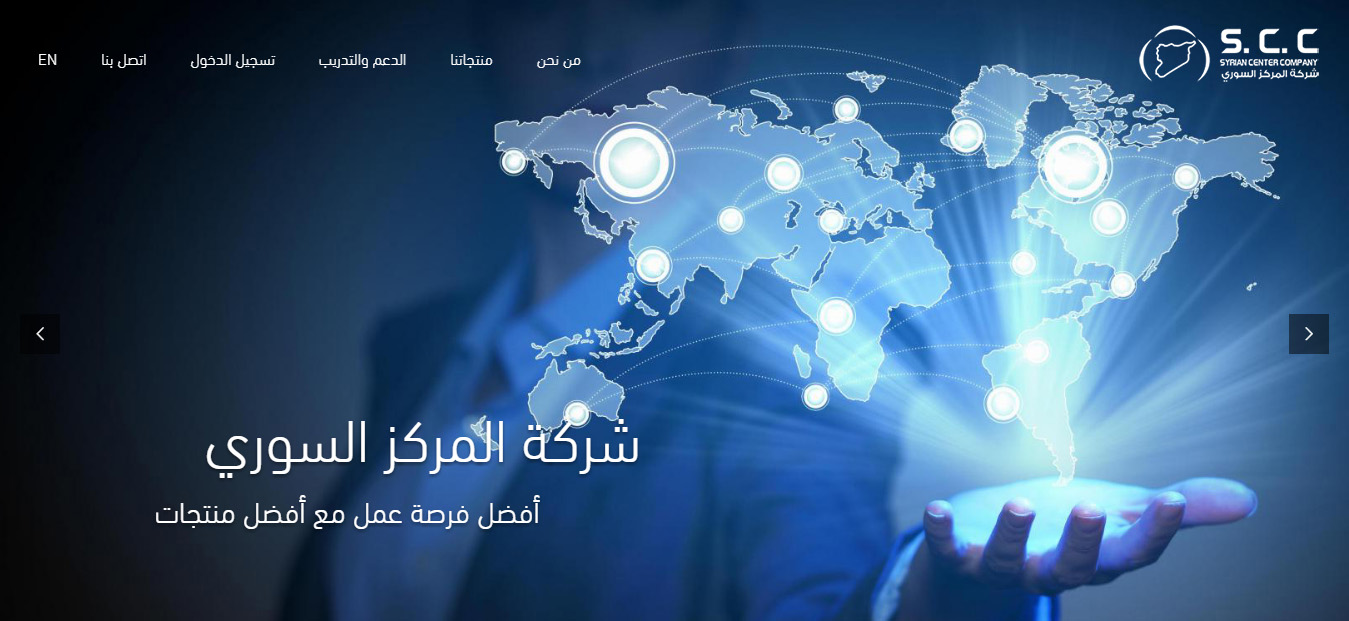 S. C. C
SYRIAN CENTER COMPANY
شركة المركز السوري
من نحن
منتجاتنا
الدعم والتدريب
تسجيل الدخول
اتصل بنا
EN
شركة المركز السوري
أفضل فرصة عمل مع أفضل منتجات